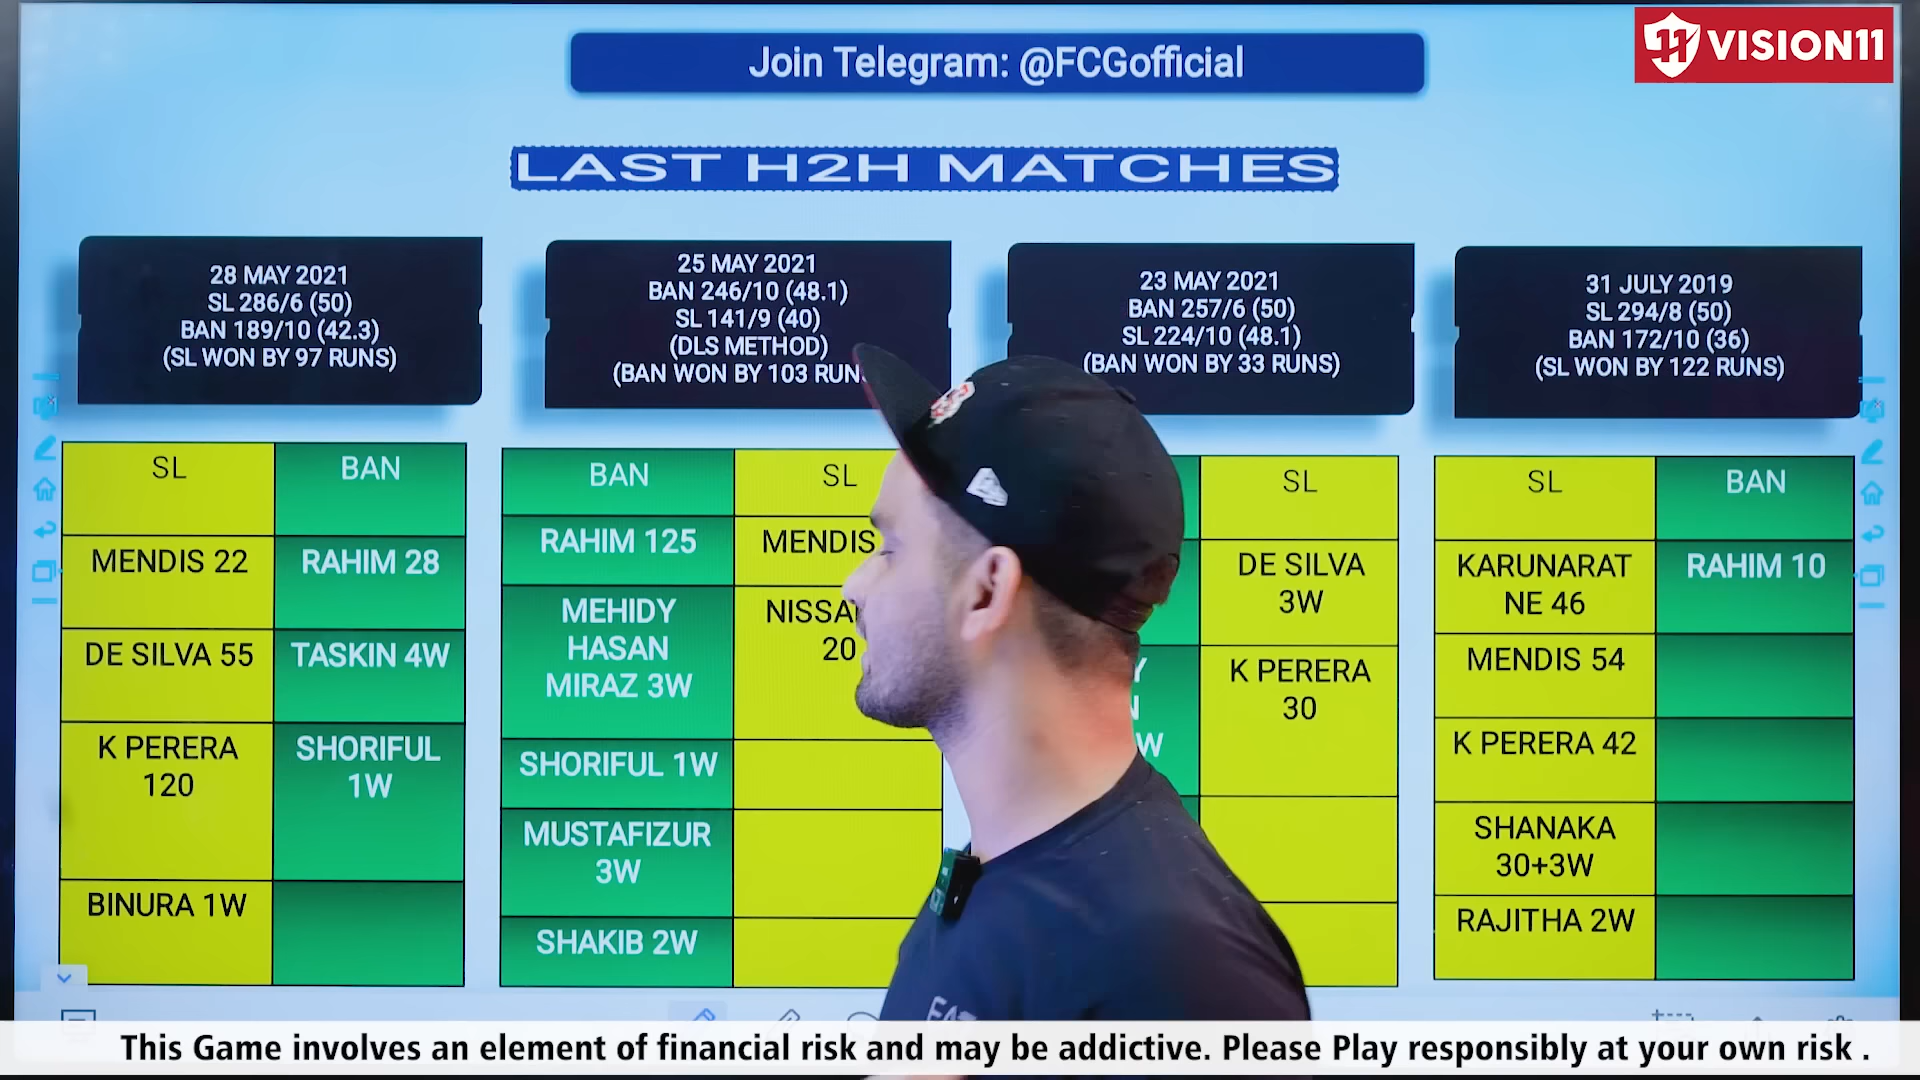 Join Telegram: @FCGofficial
VISION11
LAST H2H MATCHES
28 MAY 2021
SL 286/6 (50)
BAN 189/10 (42.3)
(SL WON BY 97 RUNS)
SL
BAN
MENDIS 22
RAHIM 28
DE SILVA 55
TASKIN 4W
K PERERA
120
SHORIFUL
1W
BINURA 1W
25 MAY 2021
BAN 246/10 (48.1)
SL 141/9 (40)
(DLS METHOD)
(BAN WON BY 103
BAN
SL
RAHIM 125
MENDIS
MEHIDY
HASAN
MIRAZ 3W
20
SHORIFUL 1W
MUSTAFIZUR
3W
SHAKIB 2W
23 MAY 2021
BAN 257/6 (50)
SL 224/10 (48.1)
(BAN WON BY 33 RUNS)
SL
DE SILVA
3W
K PERERA
30
31 JULY 2019
SL 294/8 (50)
BAN 172/10 (36)
(SL WON BY 122 RUNS)
SL
BAN
KARUNARAT
NE 46
RAHIM 10
MENDIS 54
K PERERA 42
SHANAKA
30+3W
RAJITHA 2W
This Game involves an element of financial risk and may be addictive. Please Play responsibly at your own risk .